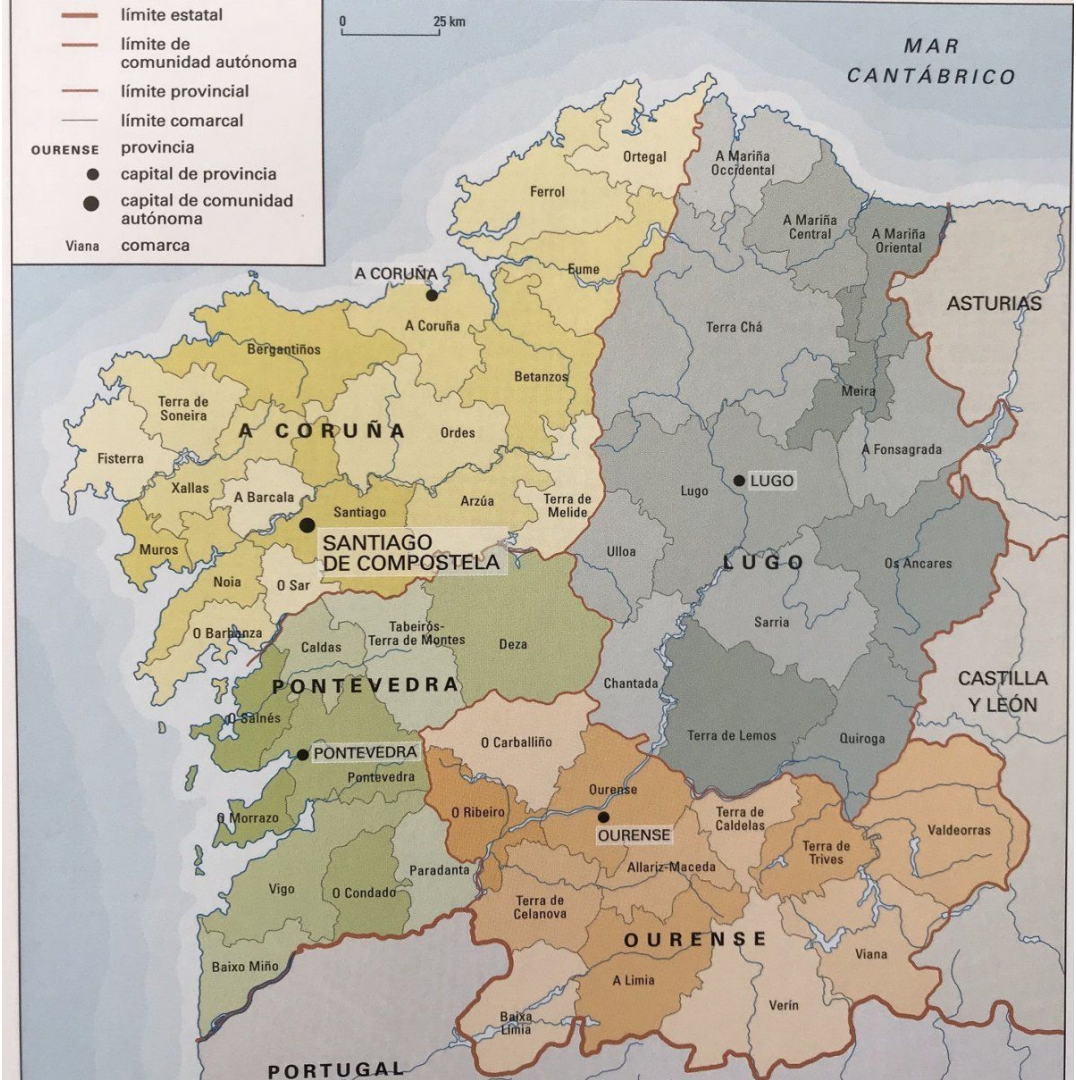 límite estatal
límite de
comunidad autónoma
límite provincial
límite comarcal
OURENSE provincia
capital de provincia
capital de comunidad
autónoma
Viana comarca
0 25 km
MAR
CANTÁBRICO
Ortegal
A Mariña
Occidental
Ferrol
A Mariña
Central
A Mariña
Oriental
Eume
A CORUÑA
ASTURIAS
A Coruña
Terra Chá
Bergantiños
Betanzos
Meira
Terra de
Soneira
A CORUÑA
Ordes
A Fonsagrada
Fisterra
Xallas
A Barcala
Arzúa
Terra de
Melide
Lugo
LUGO
Santiago
SANTIAGO
DE COMPOSTELA
Muros
Ulloa
LUGO
Os Ancares
Noia
O Sar
Sarria
O Barbanza
Caldas
Tabeirós-
Terra de Montes
Deza
PONTEVEDRA
Chantada
CASTILLA
Y LEÓN
O Salnés
Terra de Lemos
Quiroga
O Carballiño
PONTEVEDRA
Pontevedra
Ourense
O Morrazo
O Ribeiro
OURENSE
Terra de
Caldelas
Valdeorras
Terra de
Trives
Paradanta
Allariz-Maceda
Vigo
O Condado
Terra de
Celanova
OURENSE
Baixo Miño
A Limia
Viana
Verín
Baixa
Limia
PORTUGAL